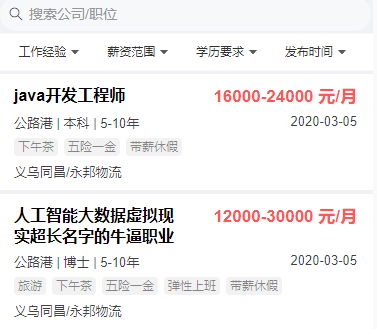 搜索公司/职位
工作经验 薪资范围 学历要求 发布时间
java开发工程师 16000-24000 元/月
公路港 | 本科 | 5-10年 2020-03-05
下午茶 五险一金 带薪休假
义乌同昌/永邦物流
人工智能大数据虚拟现 12000-30000 元/月
实超长名字的牛逼职业
公路港 | 博士 | 5-10年 2020-03-05
旅游 下午茶 五险一金 弹性上班 带薪休假
义乌同昌/永邦物流